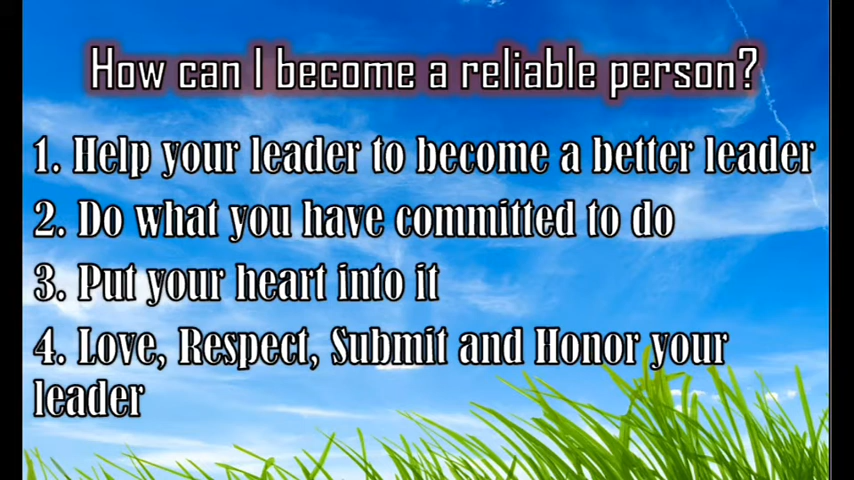 How can I become a reliable person?
1. Help your leader to become a better leader
2. Do what you have committed to do
3. Put your heart into it
4. Love, Respect, Submit and Honor your
leader